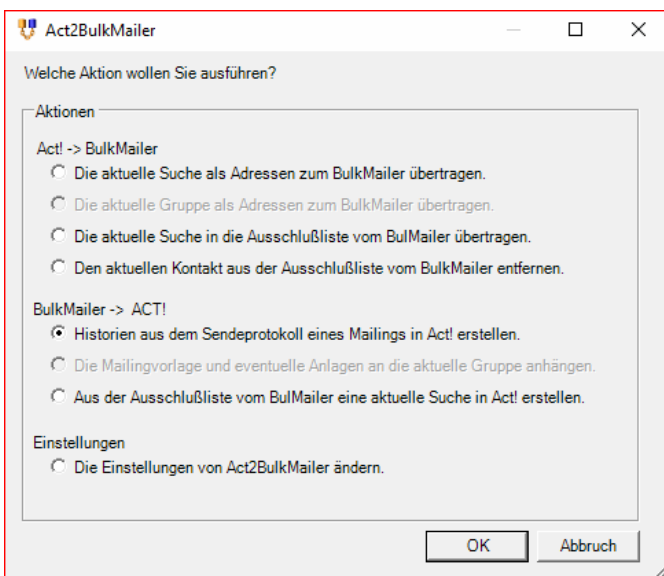 Act2BulkMailer
Welche Aktion wollen Sie ausführen?
Aktionen
Act! -> BulkMailer
Die aktuelle Suche als Adressen zum BulkMailer übertragen.
Die aktuelle Gruppe als Adressen zum BulkMailer übertragen.
Die aktuelle Suche in die Ausschlußliste vom BulMailer übertragen.
Den aktuellen Kontakt aus der Ausschlußliste vom BulkMailer entfernen.
BulkMailer -> ACT!
Historien aus dem Sendeprotokoll eines Mailings in Act! erstellen.
Die Mailingvorlage und eventuelle Anlagen an die aktuelle Gruppe anhängen.
Aus der Ausschlußliste vom BulMailer eine aktuelle Suche in Act! erstellen.
Einstellungen
Die Einstellungen von Act2BulkMailer ändern.
OK Abbruch